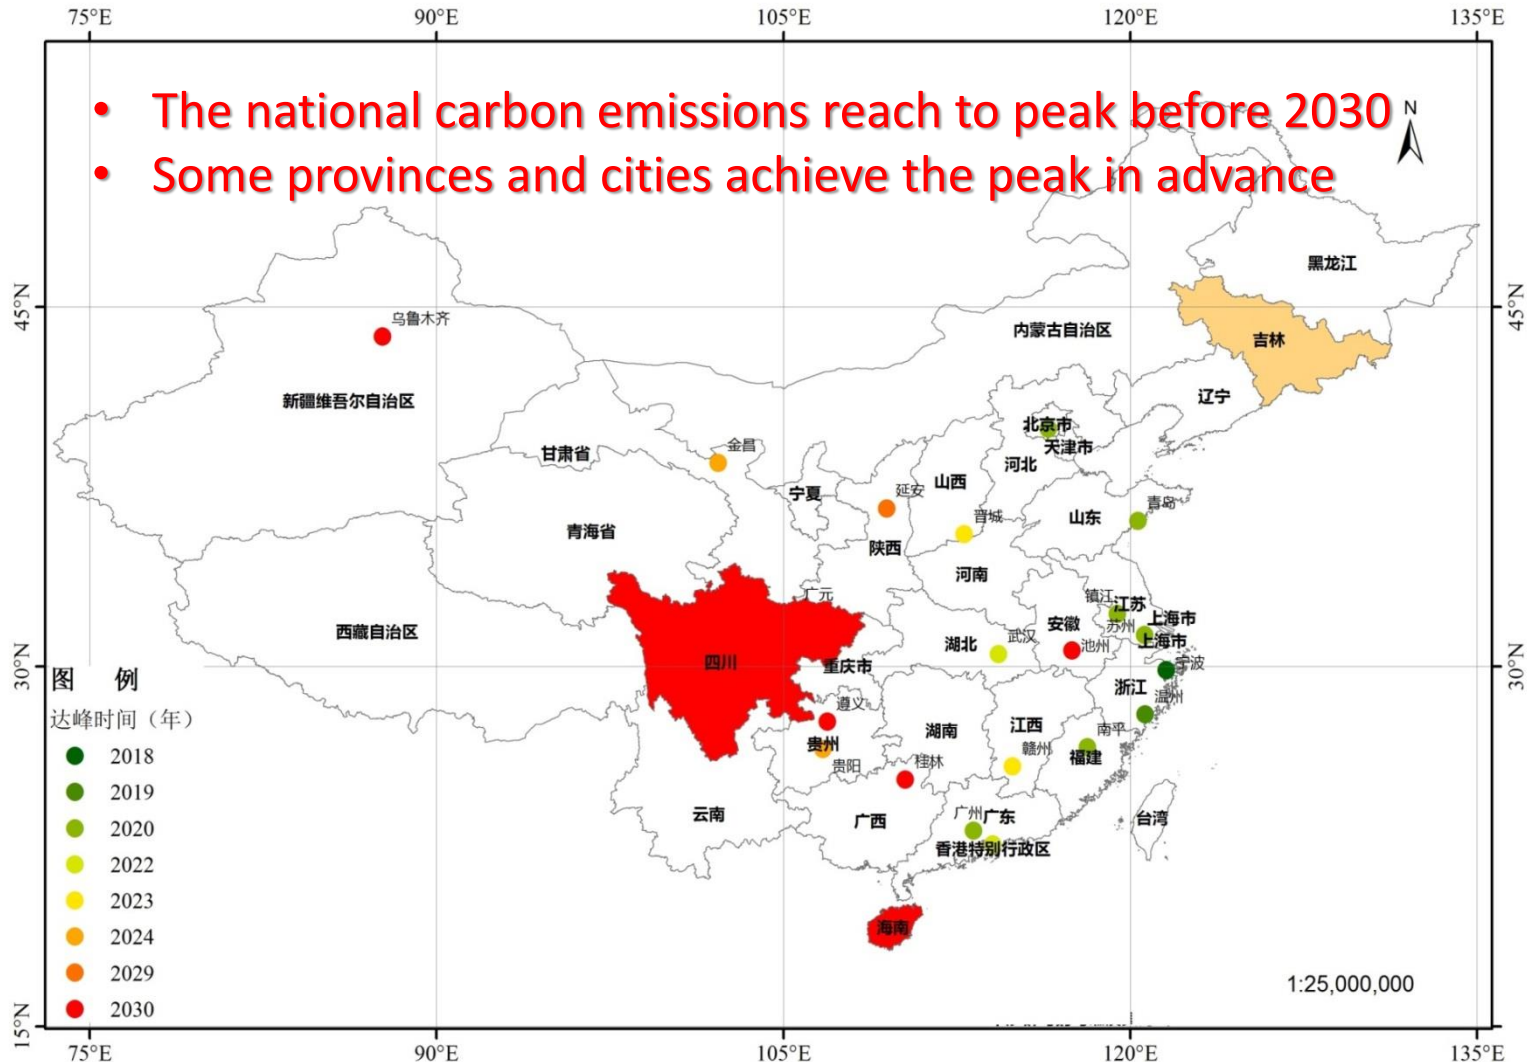 75°E 90°E 105°E 120°E 135°E
• The national carbon emissions reach to peak before 2030
• Some provinces and cities achieve the peak in advance
N
黑龙江
45°N 45°N
乌鲁木齐
内蒙古自治区
吉林
新疆维吾尔自治区
辽宁
北京市
天津市
金昌
甘肃省
河北
山西
宁夏
延安
青岛
晋城
山东
青海省
陕西
河南
广元
镇江
江苏
上海市
苏州
安徽
西藏自治区
武汉
湖北
池州
上海市
四川
重庆市
宁波
30°N 30°N
浙江
温州
遵义
贵州
贵阳
湖南
江西
赣州
南平
福建
桂林
云南
广西
广州
广东
台湾
香港特别行政区
海南
图 例
达峰时间（年）
2018
2019
2020
2022
2023
2024
2029
2030
1:25,000,000
15°N
75°E 90°E 105°E 120°E 135°E